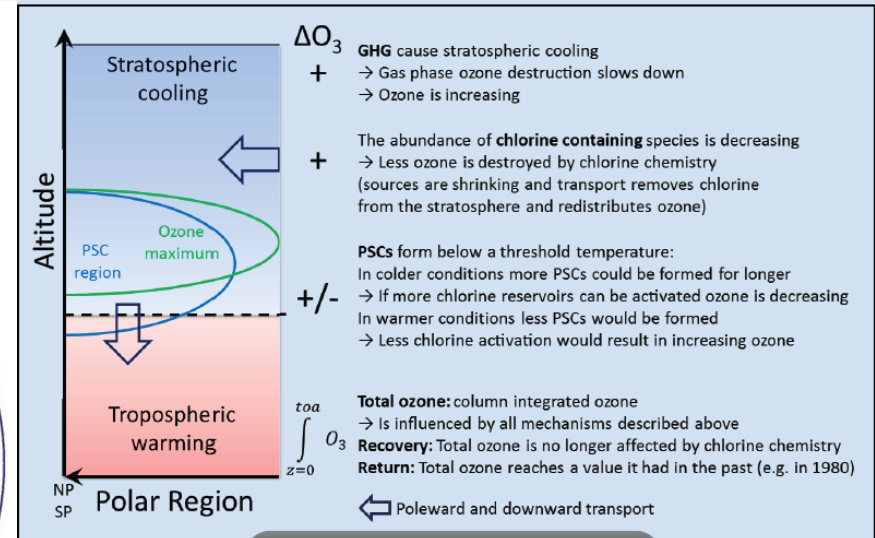 Altitude
Stratospheric
cooling
PSC
region
Ozone
maximum
Tropospheric
warming
NP
SP
Polar Region
ΔO₃
+
GHG cause stratospheric cooling
→ Gas phase ozone destruction slows down
→ Ozone is increasing
+
The abundance of chlorine containing species is decreasing
→ Less ozone is destroyed by chlorine chemistry
(sources are shrinking and transport removes chlorine
from the stratosphere and redistributes ozone)
+/-
PSCs form below a threshold temperature:
In colder conditions more PSCs could be formed for longer
→ If more chlorine reservoirs can be activated ozone is decreasing
In warmer conditions less PSCs would be formed
→ Less chlorine activation would result in increasing ozone
toa
∫ O₃
z=0
Total ozone: column integrated ozone
→ Is influenced by all mechanisms described above
Recovery: Total ozone is no longer affected by chlorine chemistry
Return: Total ozone reaches a value it had in the past (e.g. in 1980)
Poleward and downward transport